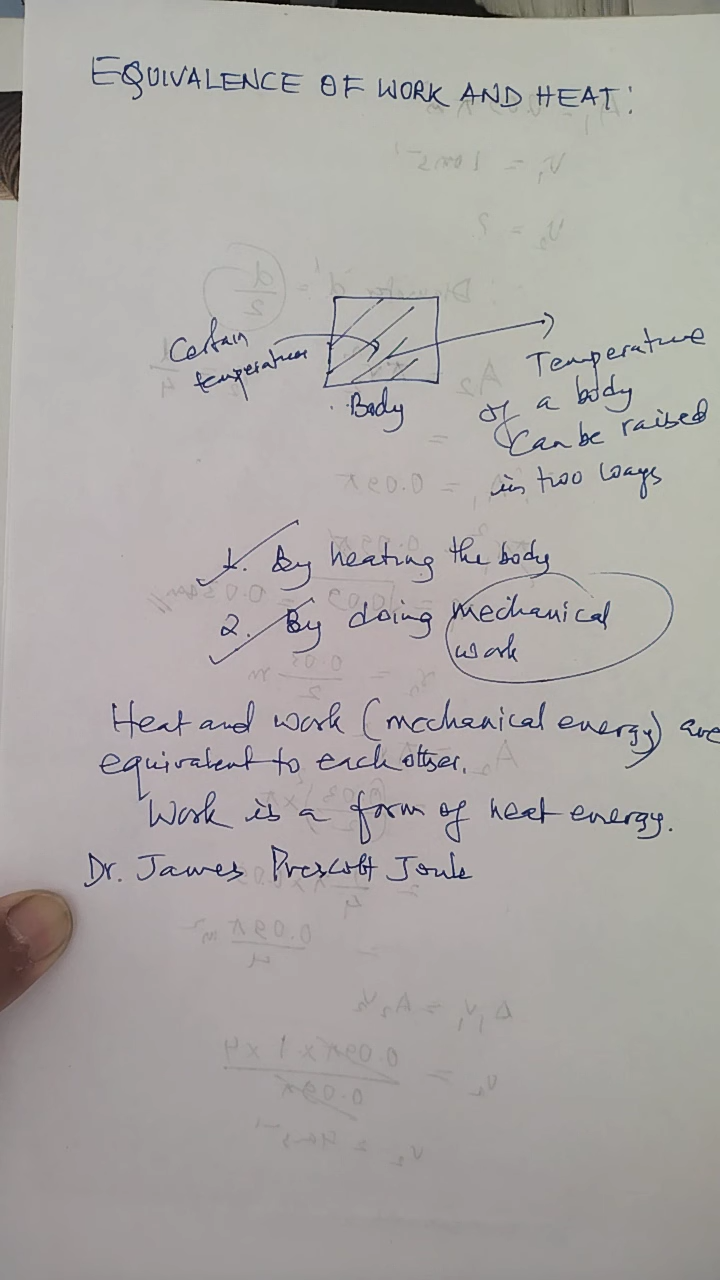 EQUIVALENCE OF WORK AND HEAT:
Certain
temperature
Body
Temperature
of a body
Can be raised
in two ways
1. By heating the body
2. By doing mechanical
work
Heat and work (mechanical energy) are
equivalent to each other.
Work is a form of heat energy.
Dr. James Prescott Joule